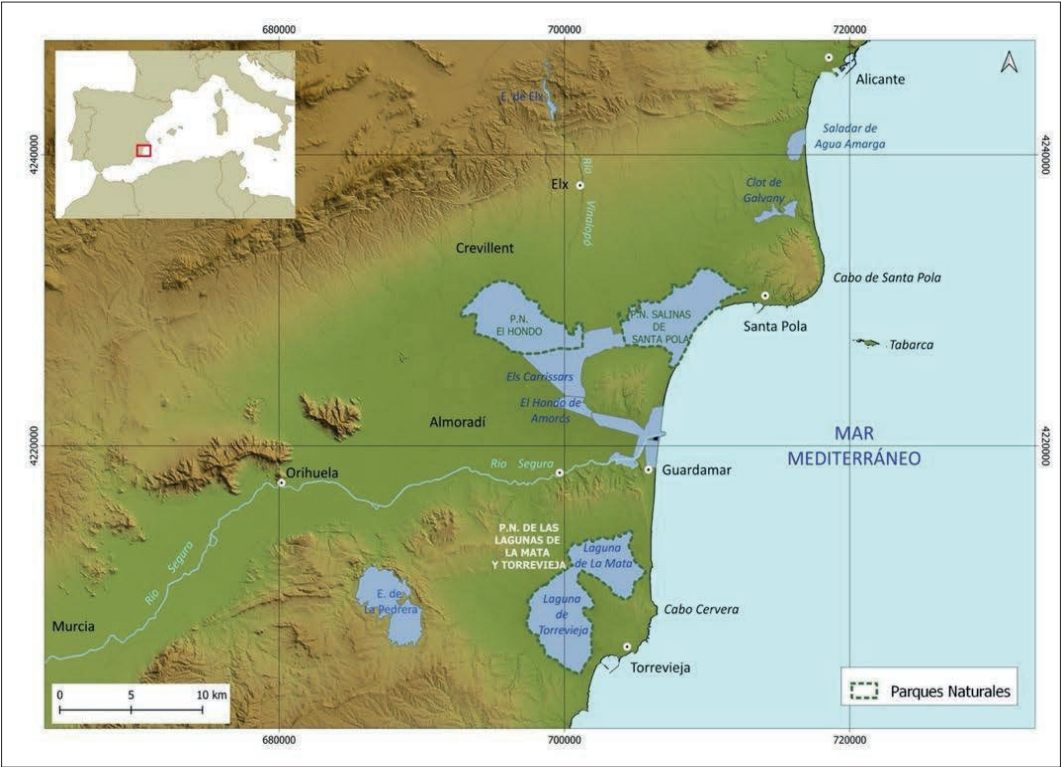 680000
700000
720000
Alicante
E. de Elx
4240000
4240000
Saladar de
Agua Amarga
Río
Vinalopó
Elx
Clot de
Galvany
Crevillent
Cabo de Santa Pola
P.N.
El HONDO
P.N. SALINAS
DE
SANTA POLA
Santa Pola
Tabarca
Els Carrissars
El Hondo de
Amorós
Almoradí
4220000
4220000
MAR
MEDITERRÁNEO
Río Segura
Orihuela
Guardamar
P.N. DE LAS
LAGUNAS DE
LA MATA
Y TORREVIEJA
Laguna
de La Mata
Río Segura
E. de
La Pedrera
Laguna
de
Torrevieja
Cabo Cervera
Murcia
Torrevieja
0 5 10 km
Parques Naturales
680000
700000
720000